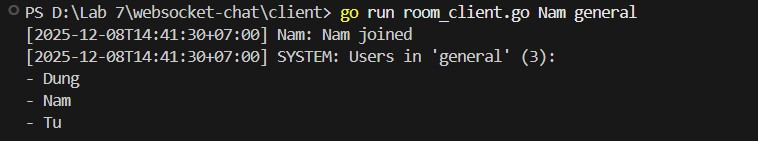 PS D:\Lab 7\websocket-chat\client> go run room_client.go Nam general
[2025-12-08T14:41:30+07:00] Nam: Nam joined
[2025-12-08T14:41:30+07:00] SYSTEM: Users in 'general' (3):
- Dung
- Nam
- Tu